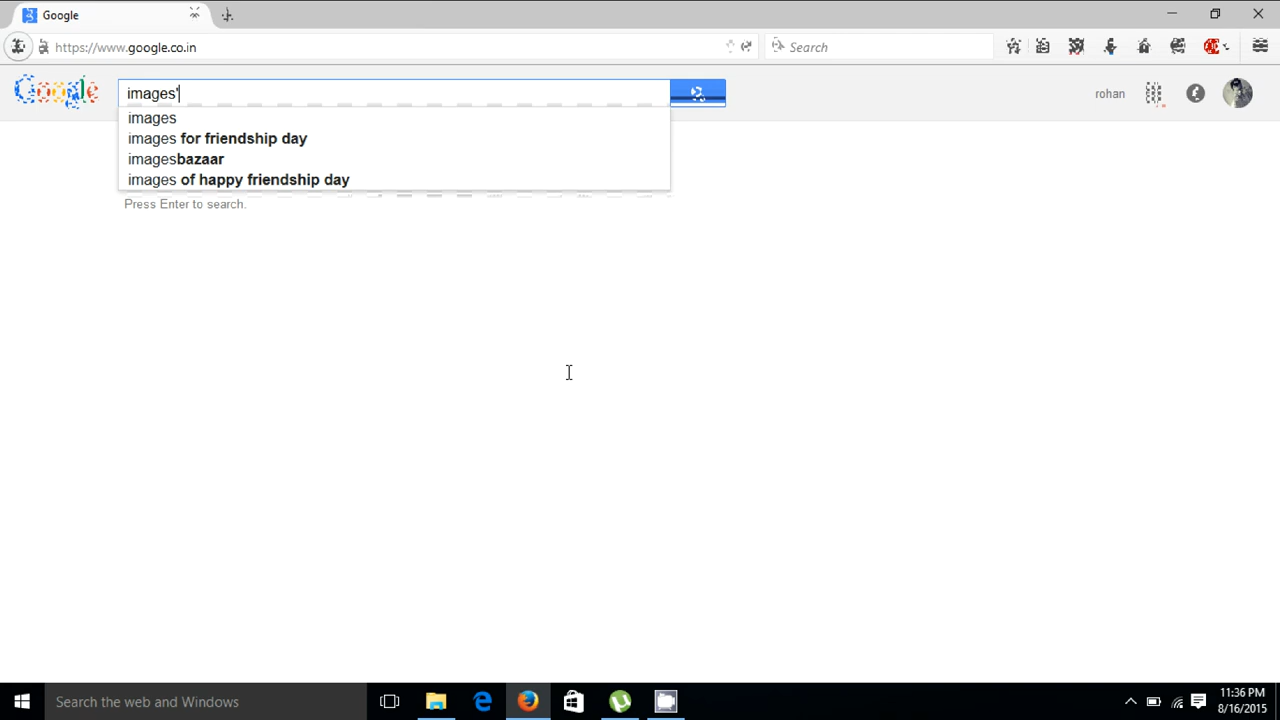 Google
https://www.google.co.in
Search
Google
images'
rohan
images
images for friendship day
imagesbazaar
images of happy friendship day
Press Enter to search.
Search the web and Windows
11:36 PM
8/16/2015